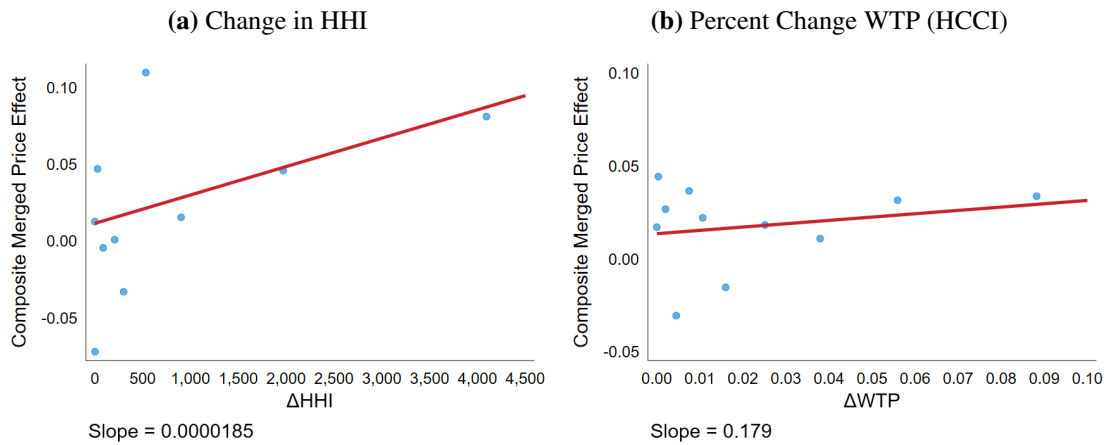 (a) Change in HHI
Composite Merged Price Effect
0.10
0.05
0.00
-0.05
0 500 1,000 1,500 2,000 2,500 3,000 3,500 4,000 4,500
ΔHHI
Slope = 0.0000185
(b) Percent Change WTP (HCCI)
Composite Merged Price Effect
0.10
0.05
0.00
-0.05
0.00 0.01 0.02 0.03 0.04 0.05 0.06 0.07 0.08 0.09 0.10
ΔWTP
Slope = 0.179